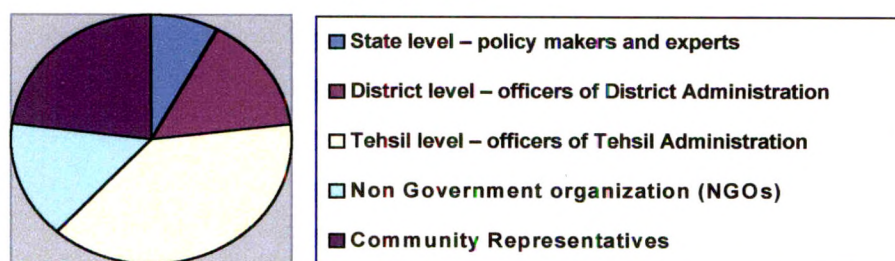 State level – policy makers and experts
District level – officers of District Administration
Tehsil level – officers of Tehsil Administration
Non Government organization (NGOs)
Community Representatives